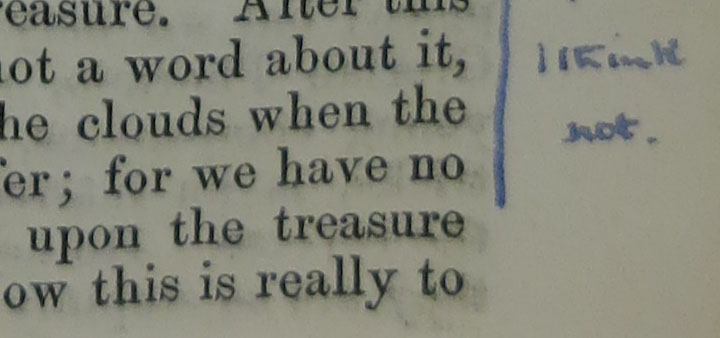 easure. After this
not a word about it,
he clouds when the
er; for we have no
upon the treasure
ow this is really to
I think
not.